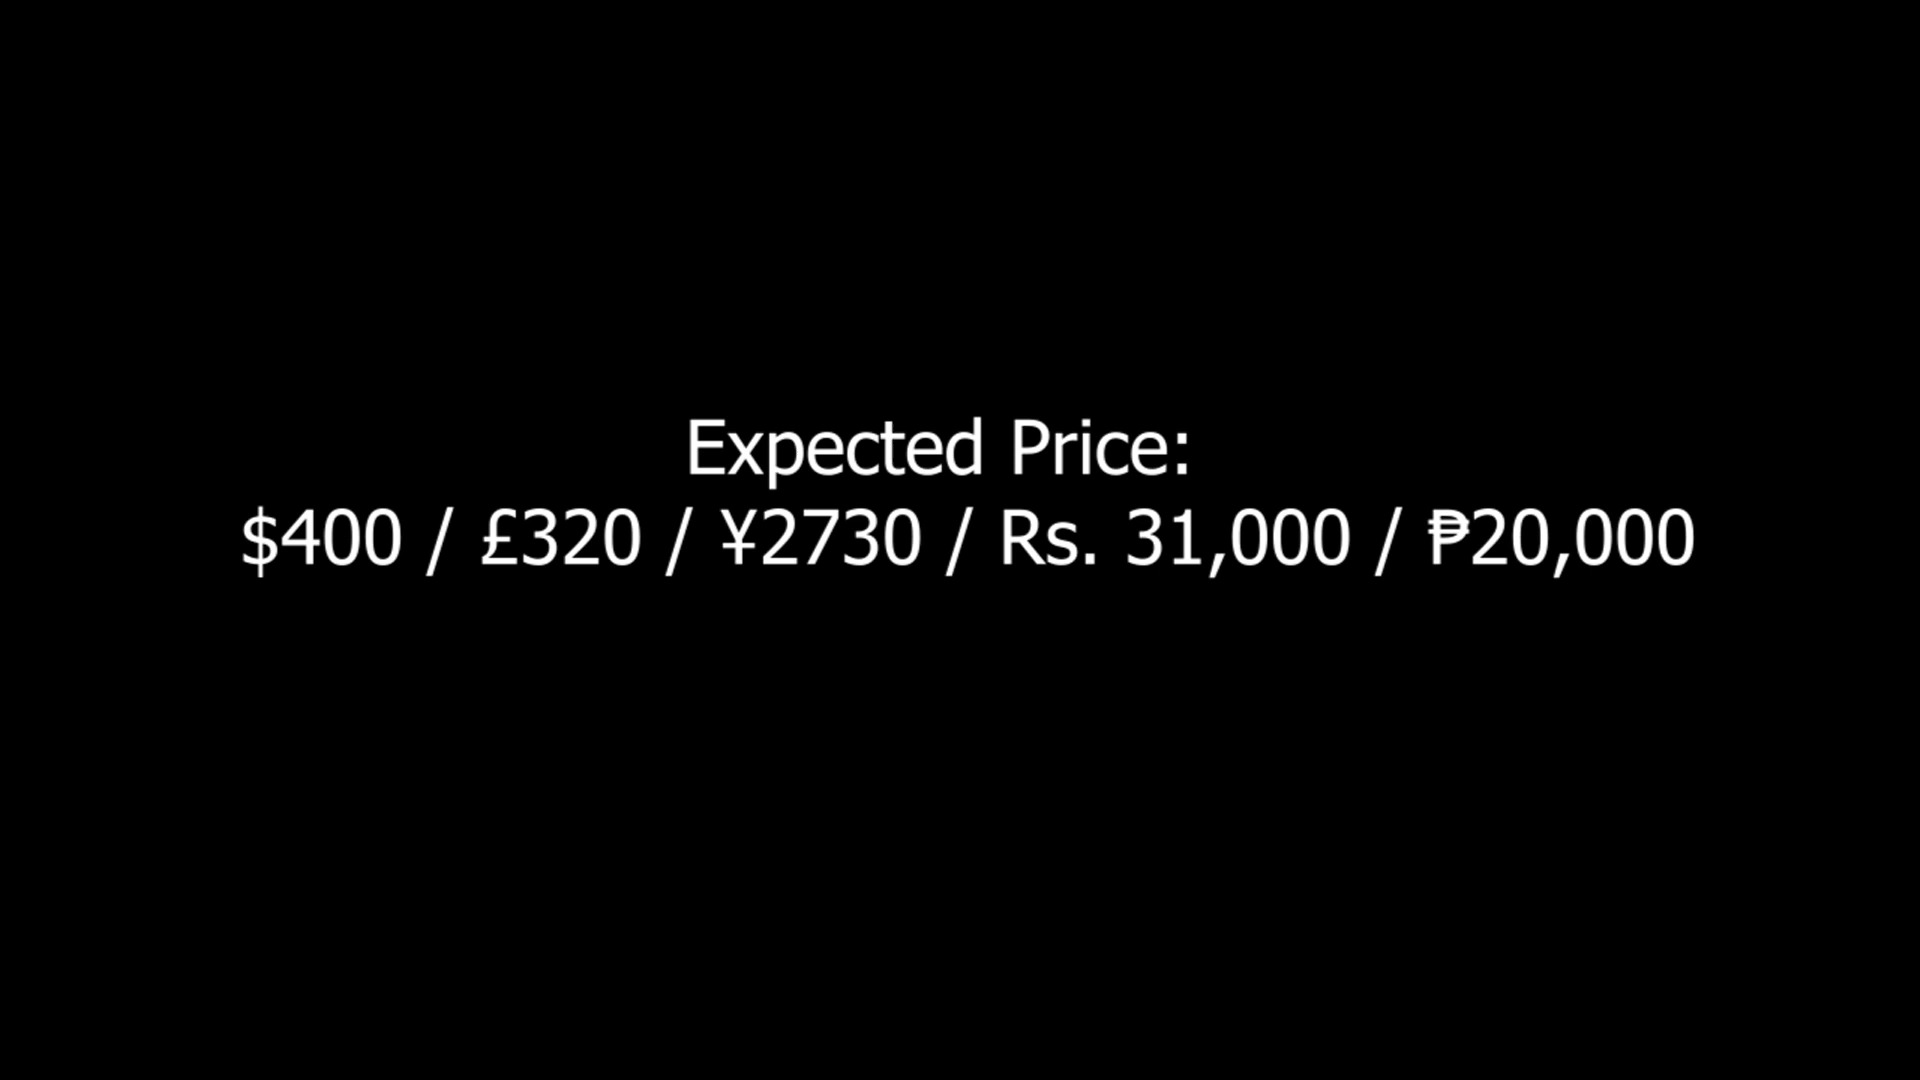 Expected Price:
$400 / £320 / ¥2730 / Rs. 31,000 / ₱20,000